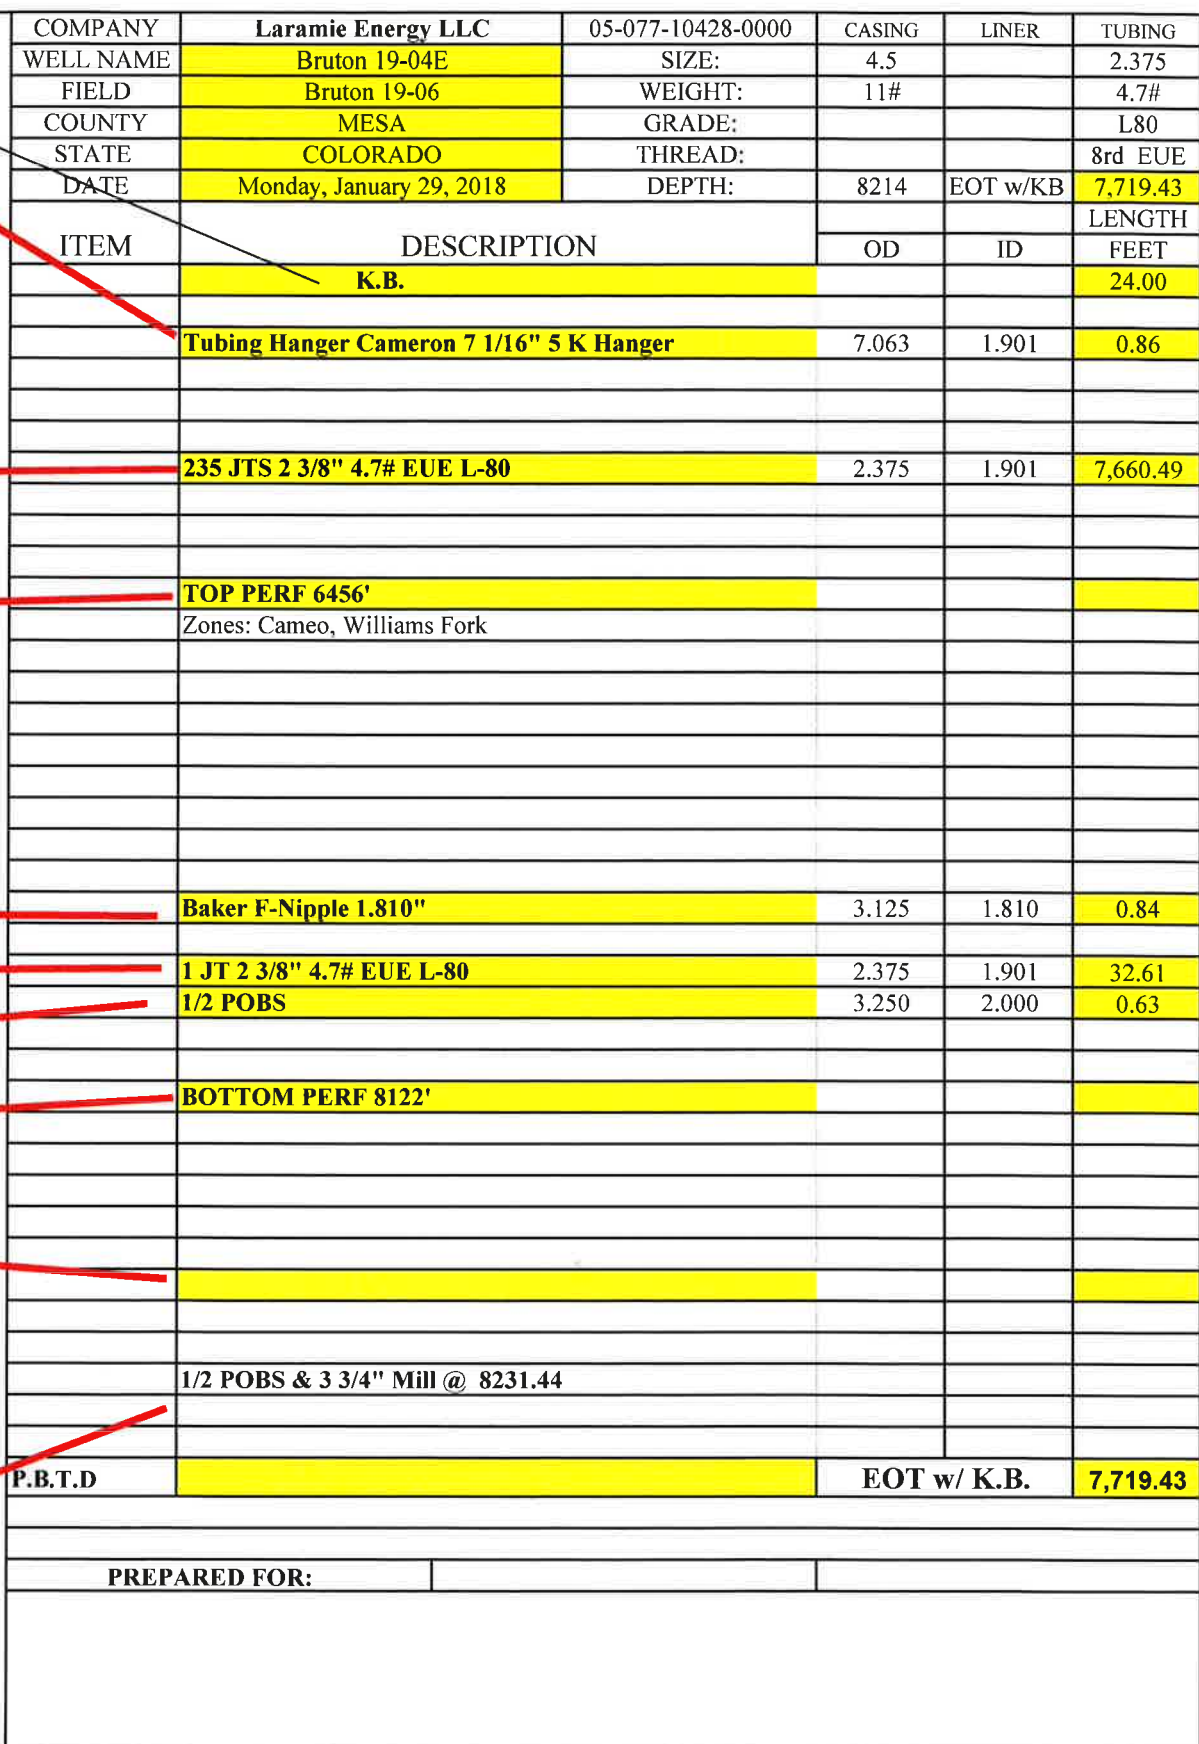 COMPANY Laramie Energy LLC 05-077-10428-0000 CASING LINER TUBING
WELL NAME Bruton 19-04E SIZE: 4.5 2.375
FIELD Bruton 19-06 WEIGHT: 11# 4.7#
COUNTY MESA GRADE: L80
STATE COLORADO THREAD: 8rd EUE
DATE Monday, January 29, 2018 DEPTH: 8214 EOT w/KB 7,719.43
LENGTH
ITEM DESCRIPTION OD ID FEET
K.B. 24.00
Tubing Hanger Cameron 7 1/16" 5 K Hanger 7.063 1.901 0.86
235 JTS 2 3/8" 4.7# EUE L-80 2.375 1.901 7,660.49
TOP PERF 6456'
Zones: Cameo, Williams Fork
Baker F-Nipple 1.810" 3.125 1.810 0.84
1 JT 2 3/8" 4.7# EUE L-80 2.375 1.901 32.61
1/2 POBS 3.250 2.000 0.63
BOTTOM PERF 8122'
1/2 POBS & 3 3/4" Mill @ 8231.44
P.B.T.D EOT w/ K.B. 7,719.43
PREPARED FOR: